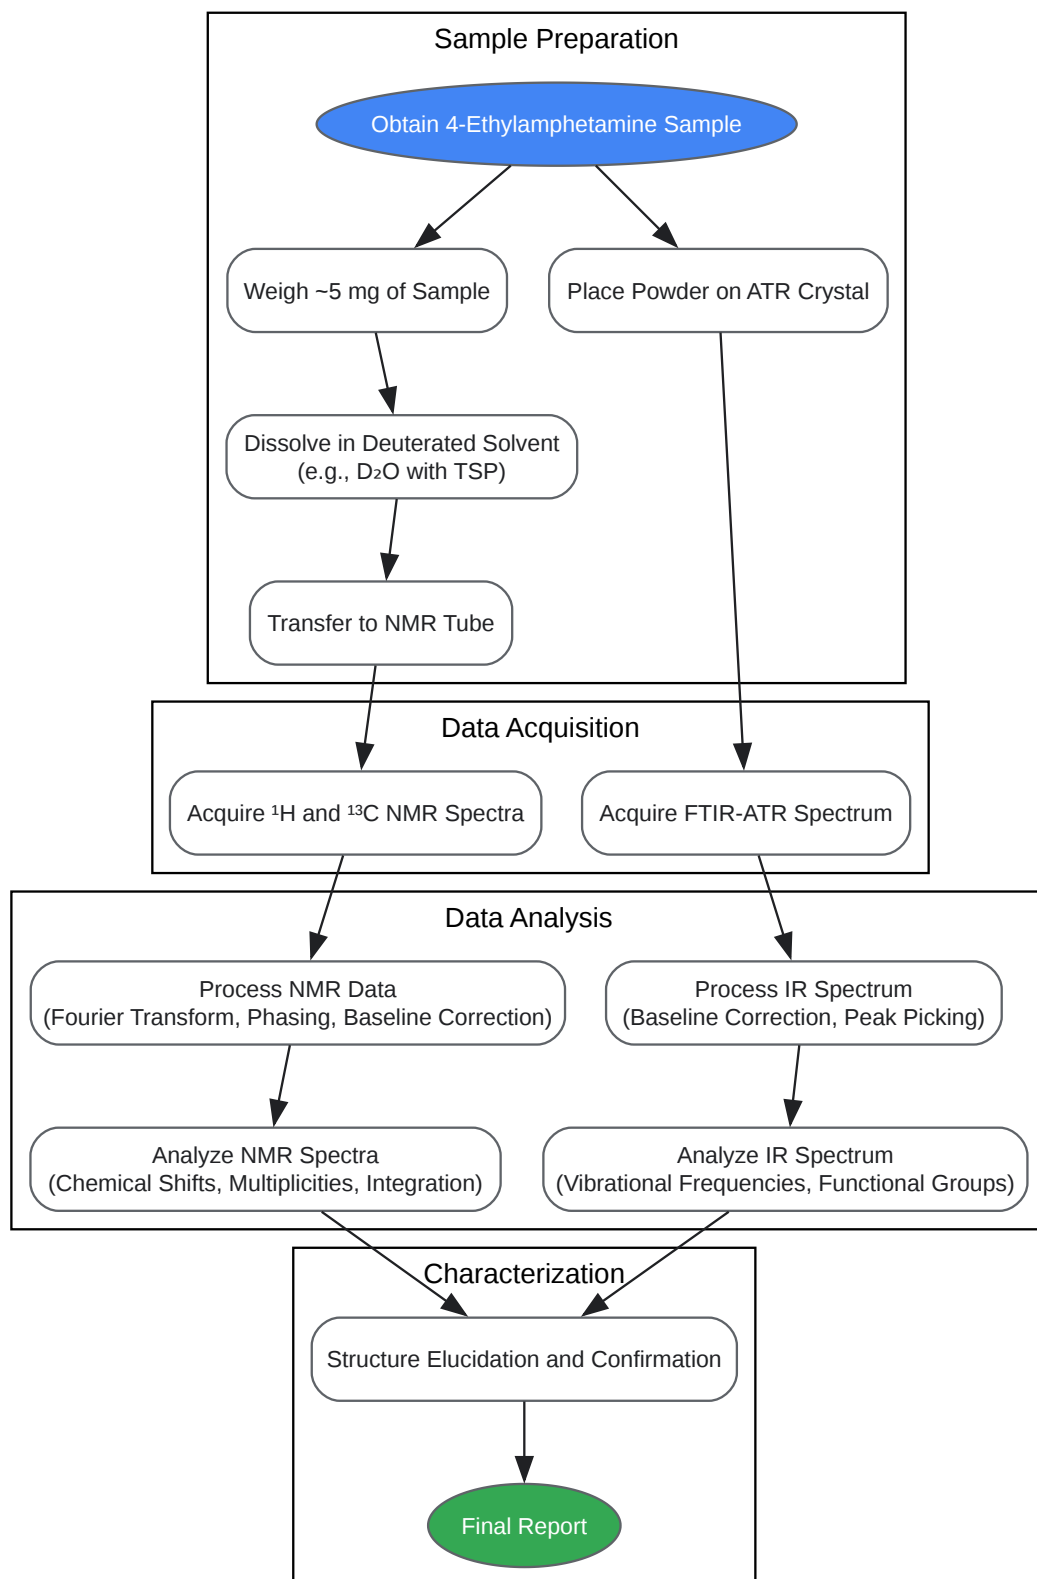 Sample Preparation
Obtain 4-Ethylamphetamine Sample
Weigh ~5 mg of Sample
Place Powder on ATR Crystal
Dissolve in Deuterated Solvent
(e.g., D₂O with TSP)
Transfer to NMR Tube
Data Acquisition
Acquire ¹H and ¹³C NMR Spectra
Acquire FTIR-ATR Spectrum
Data Analysis
Process NMR Data
(Fourier Transform, Phasing, Baseline Correction)
Process IR Spectrum
(Baseline Correction, Peak Picking)
Analyze NMR Spectra
(Chemical Shifts, Multiplicities, Integration)
Analyze IR Spectrum
(Vibrational Frequencies, Functional Groups)
Characterization
Structure Elucidation and Confirmation
Final Report